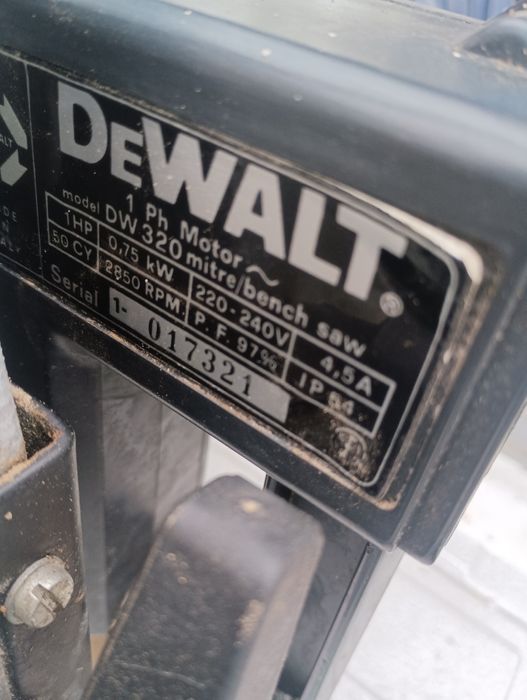 DEWALT®
1 Ph Motor ~
model DW 320 mitre/bench saw
1HP 0,75 kW 220-240V 4,5A
50 CY 2850 RPM. P.F. 97% IP 54
Serial 1- 017321